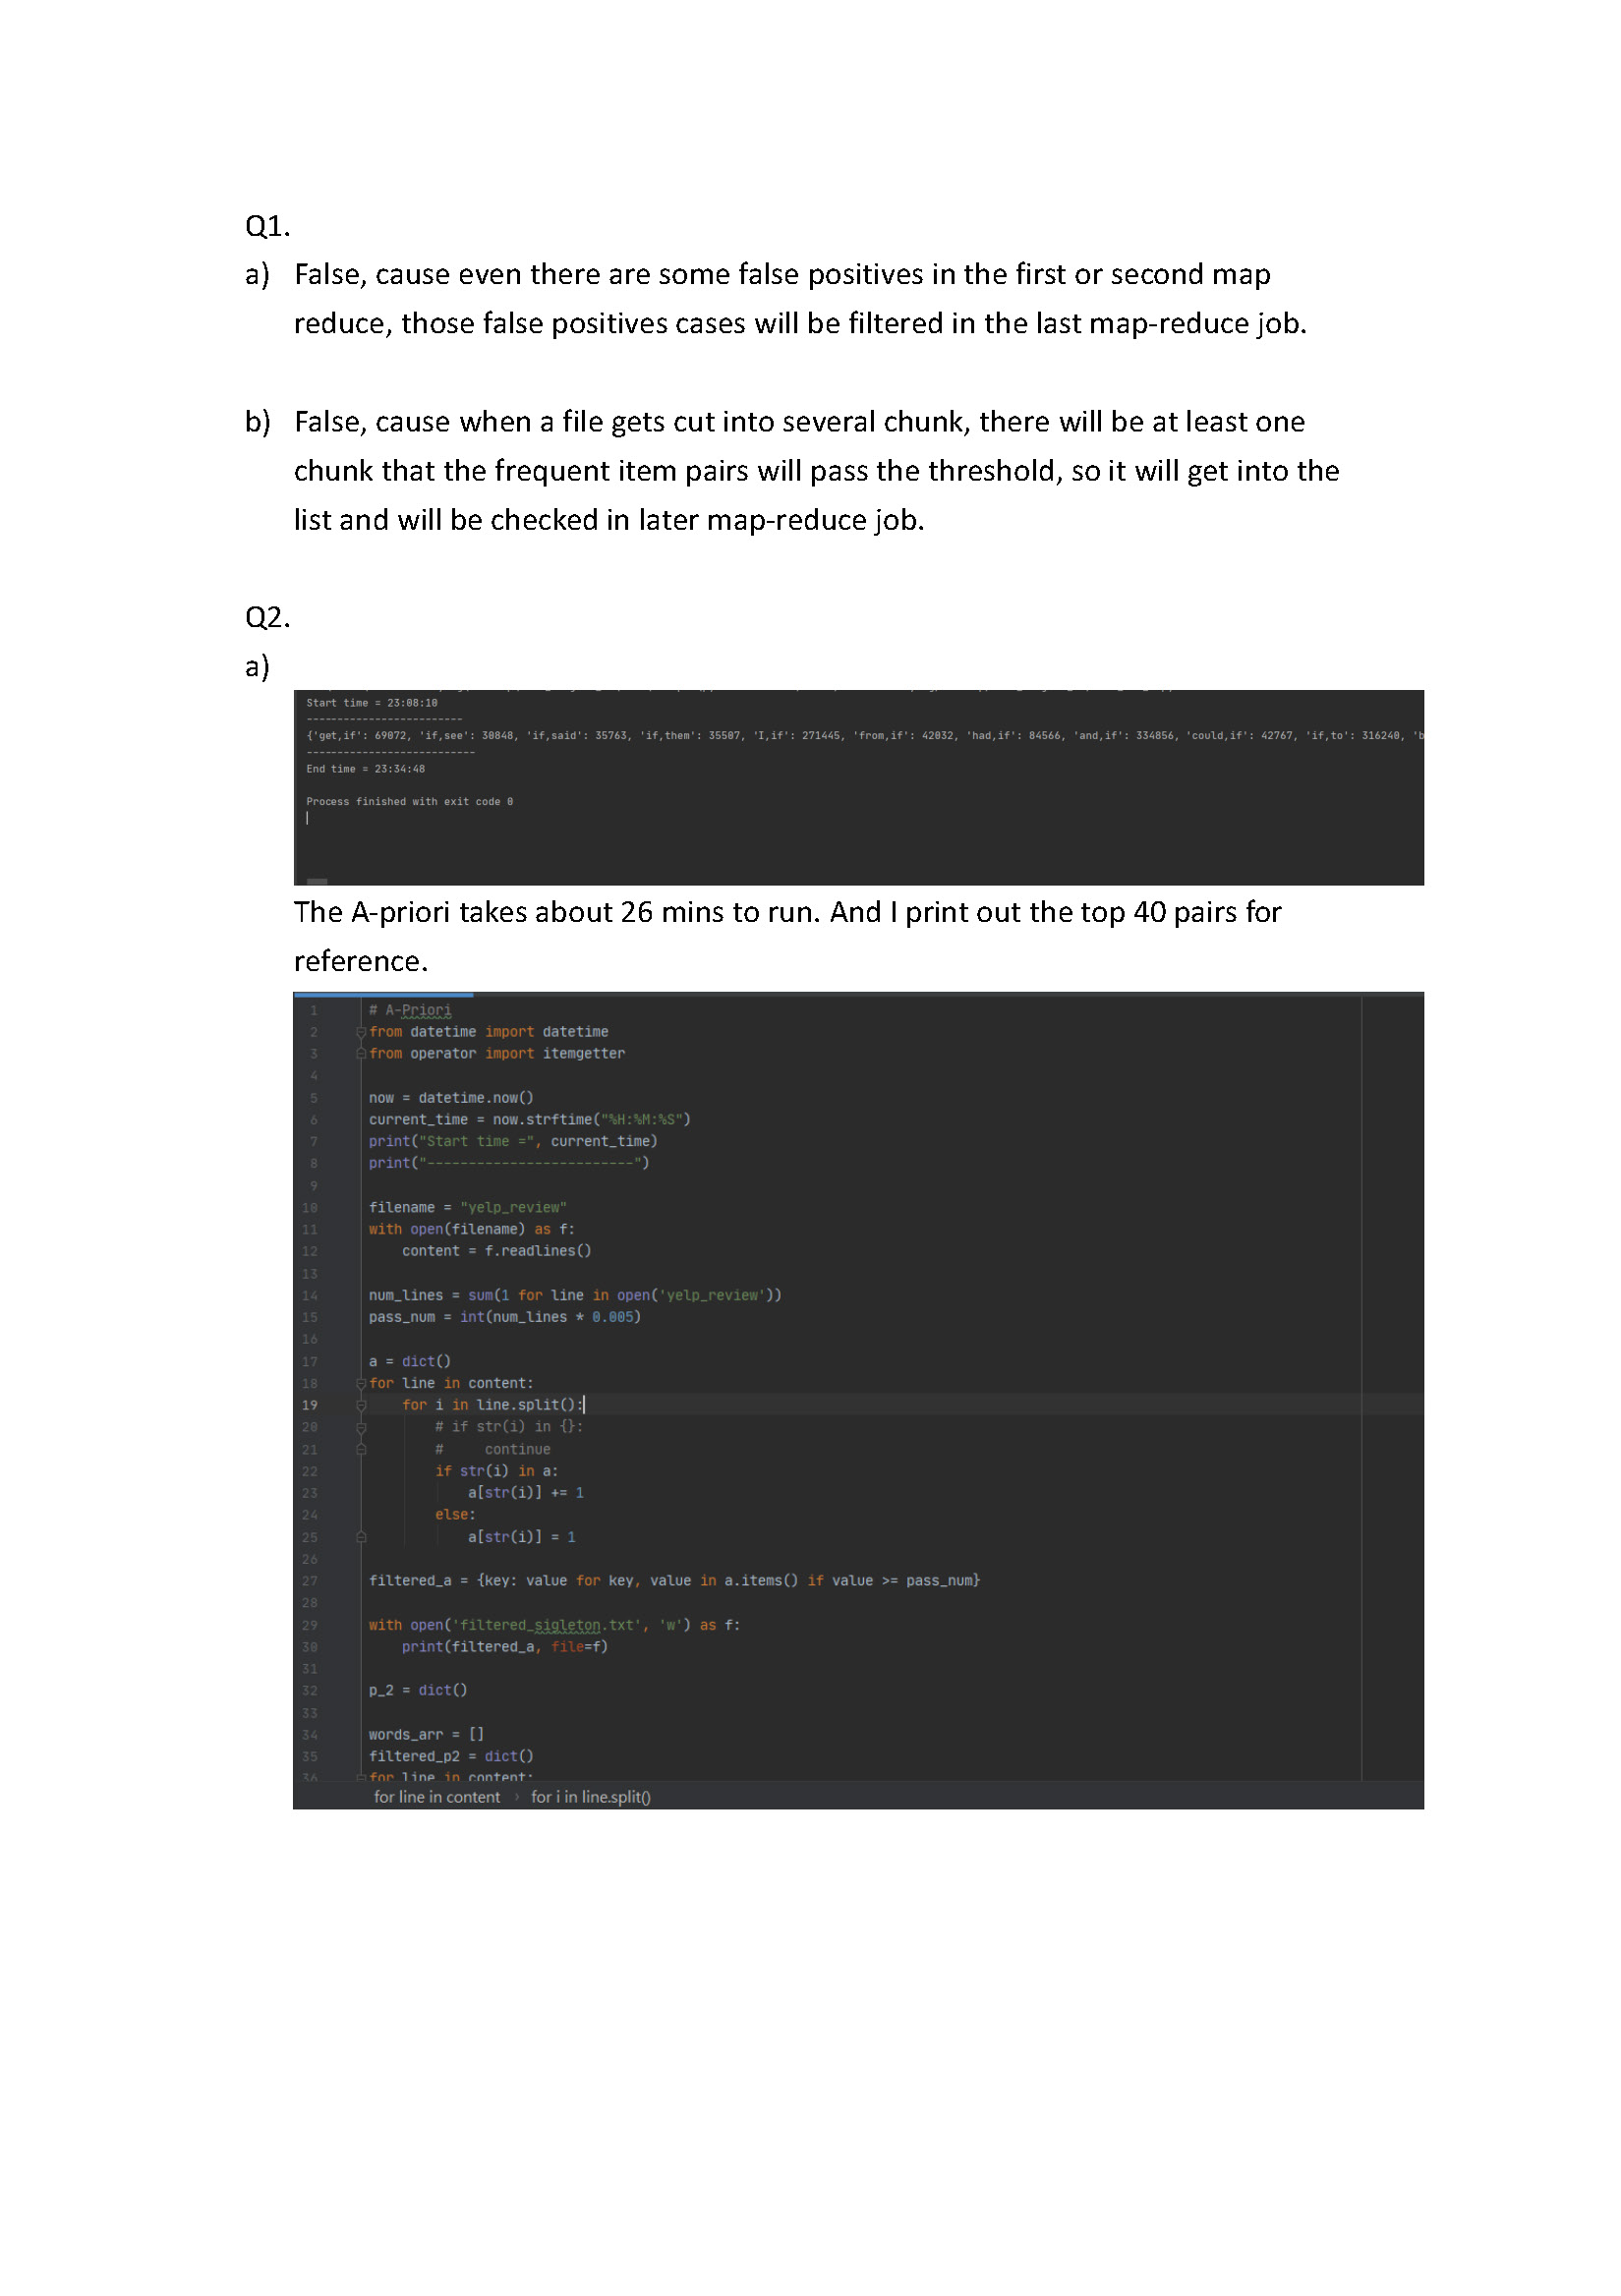 Q1.
a) False, cause even there are some false positives in the first or second map
reduce, those false positives cases will be filtered in the last map-reduce job.
b) False, cause when a file gets cut into several chunk, there will be at least one
chunk that the frequent item pairs will pass the threshold, so it will get into the
list and will be checked in later map-reduce job.
Q2.
a)
Start time = 23:08:10
--------------------------
{'get,if': 69072, 'if,see': 30848, 'if,said': 35763, 'if,them': 35507, 'I,if': 271445, 'from,if': 42032, 'had,if': 84566, 'and,if': 334856, 'could,if': 42767, 'if,to': 316240, 'b
----------------------------
End time = 23:34:48
Process finished with exit code 0
The A-priori takes about 26 mins to run. And I print out the top 40 pairs for
reference.
1 # A-Priori
2 from datetime import datetime
3 from operator import itemgetter
4
5 now = datetime.now()
6 current_time = now.strftime("%H:%M:%S")
7 print("Start time =", current_time)
8 print("-------------------------")
9
10 filename = "yelp_review"
11 with open(filename) as f:
12 content = f.readlines()
13
14 num_lines = sum(1 for line in open('yelp_review'))
15 pass_num = int(num_lines * 0.005)
16
17 a = dict()
18 for line in content:
19 for i in line.split():
20 # if str(i) in {}:
21 # continue
22 if str(i) in a:
23 a[str(i)] += 1
24 else:
25 a[str(i)] = 1
26
27 filtered_a = {key: value for key, value in a.items() if value >= pass_num}
28
29 with open('filtered_sigleton.txt', 'w') as f:
30 print(filtered_a, file=f)
31
32 p_2 = dict()
33
34 words_arr = []
35 filtered_p2 = dict()
36 for line in content:
for line in content › for i in line.split()